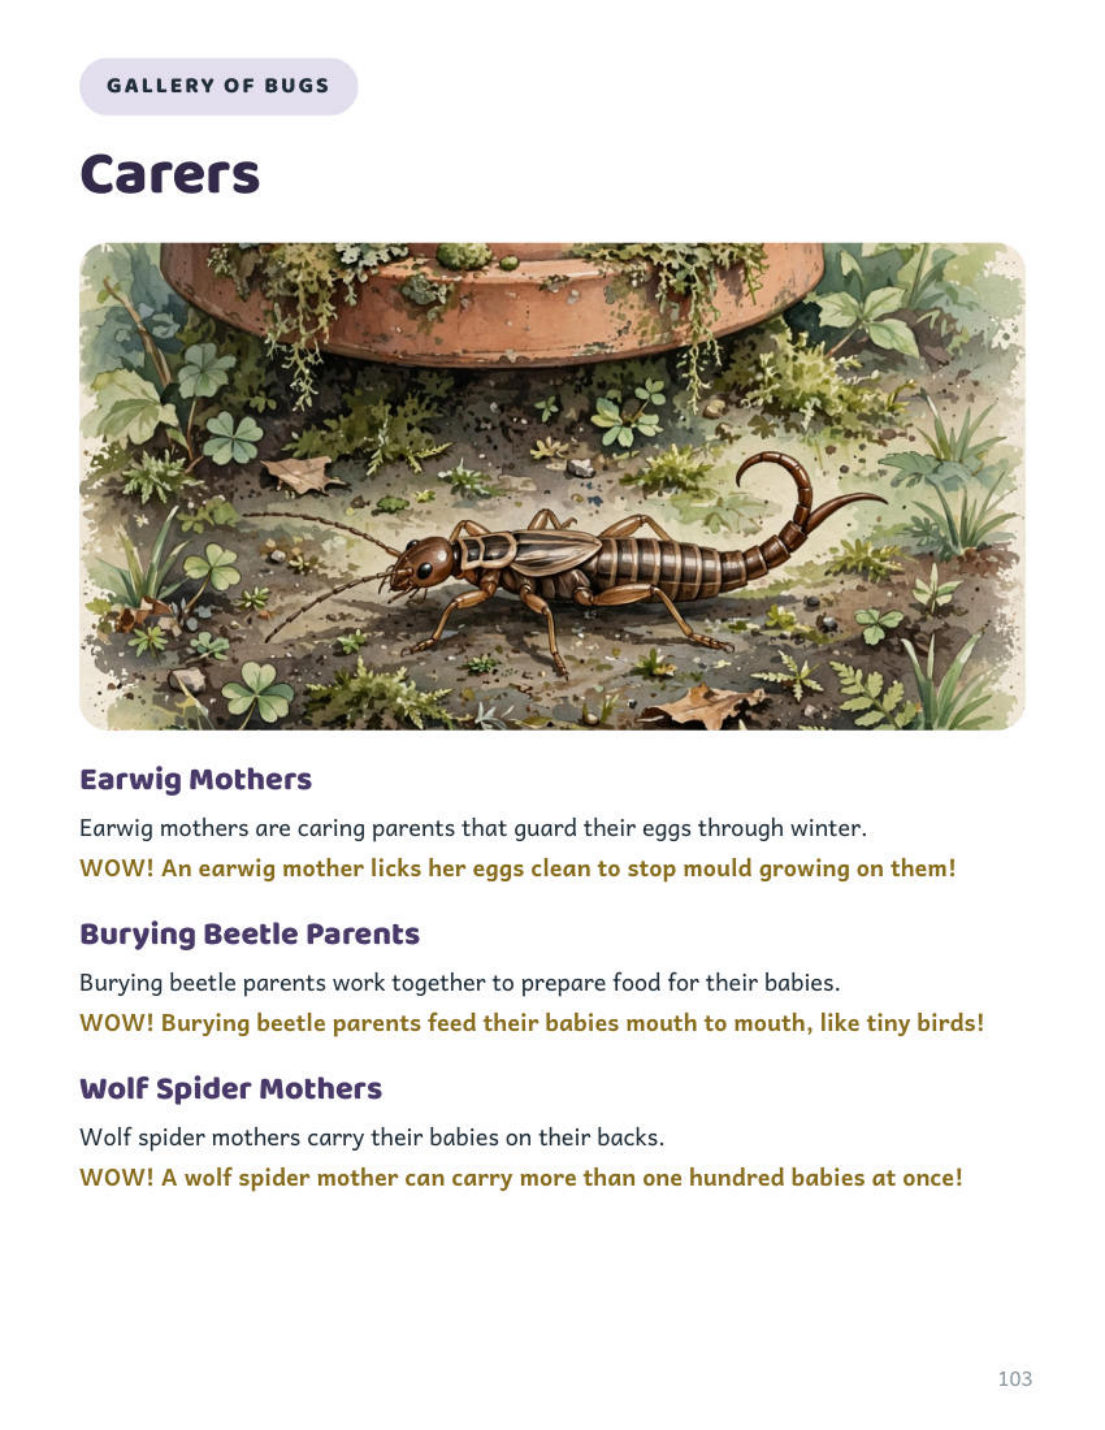 GALLERY OF BUGS
Carers
Earwig Mothers
Earwig mothers are caring parents that guard their eggs through winter.
WOW! An earwig mother licks her eggs clean to stop mould growing on them!
Burying Beetle Parents
Burying beetle parents work together to prepare food for their babies.
WOW! Burying beetle parents feed their babies mouth to mouth, like tiny birds!
Wolf Spider Mothers
Wolf spider mothers carry their babies on their backs.
WOW! A wolf spider mother can carry more than one hundred babies at once!
103